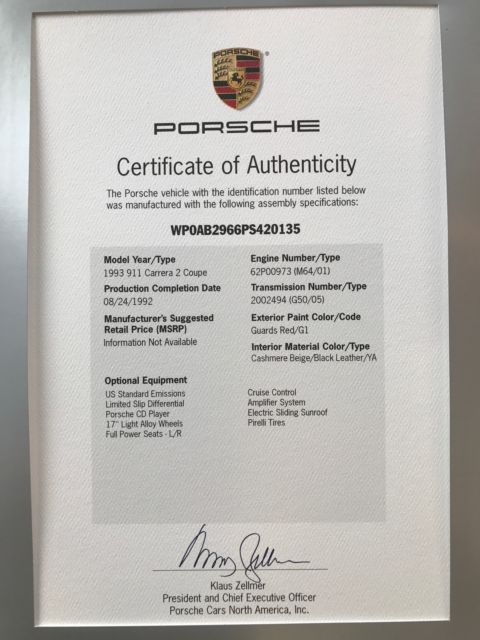 PORSCHE
PORSCHE
Certificate of Authenticity
The Porsche vehicle with the identification number listed below
was manufactured with the following assembly specifications:
WP0AB2966PS420135
Model Year/Type
1993 911 Carrera 2 Coupe
Production Completion Date
08/24/1992
Manufacturer's Suggested
Retail Price (MSRP)
Information Not Available
Engine Number/Type
62P00973 (M64/01)
Transmission Number/Type
2002494 (G50/05)
Exterior Paint Color/Code
Guards Red/G1
Interior Material Color/Type
Cashmere Beige/Black Leather/YA
Optional Equipment
US Standard Emissions
Limited Slip Differential
Porsche CD Player
17" Light Alloy Wheels
Full Power Seats - L/R
Cruise Control
Amplifier System
Electric Sliding Sunroof
Pirelli Tires
Klaus Zellmer
President and Chief Executive Officer
Porsche Cars North America, Inc.